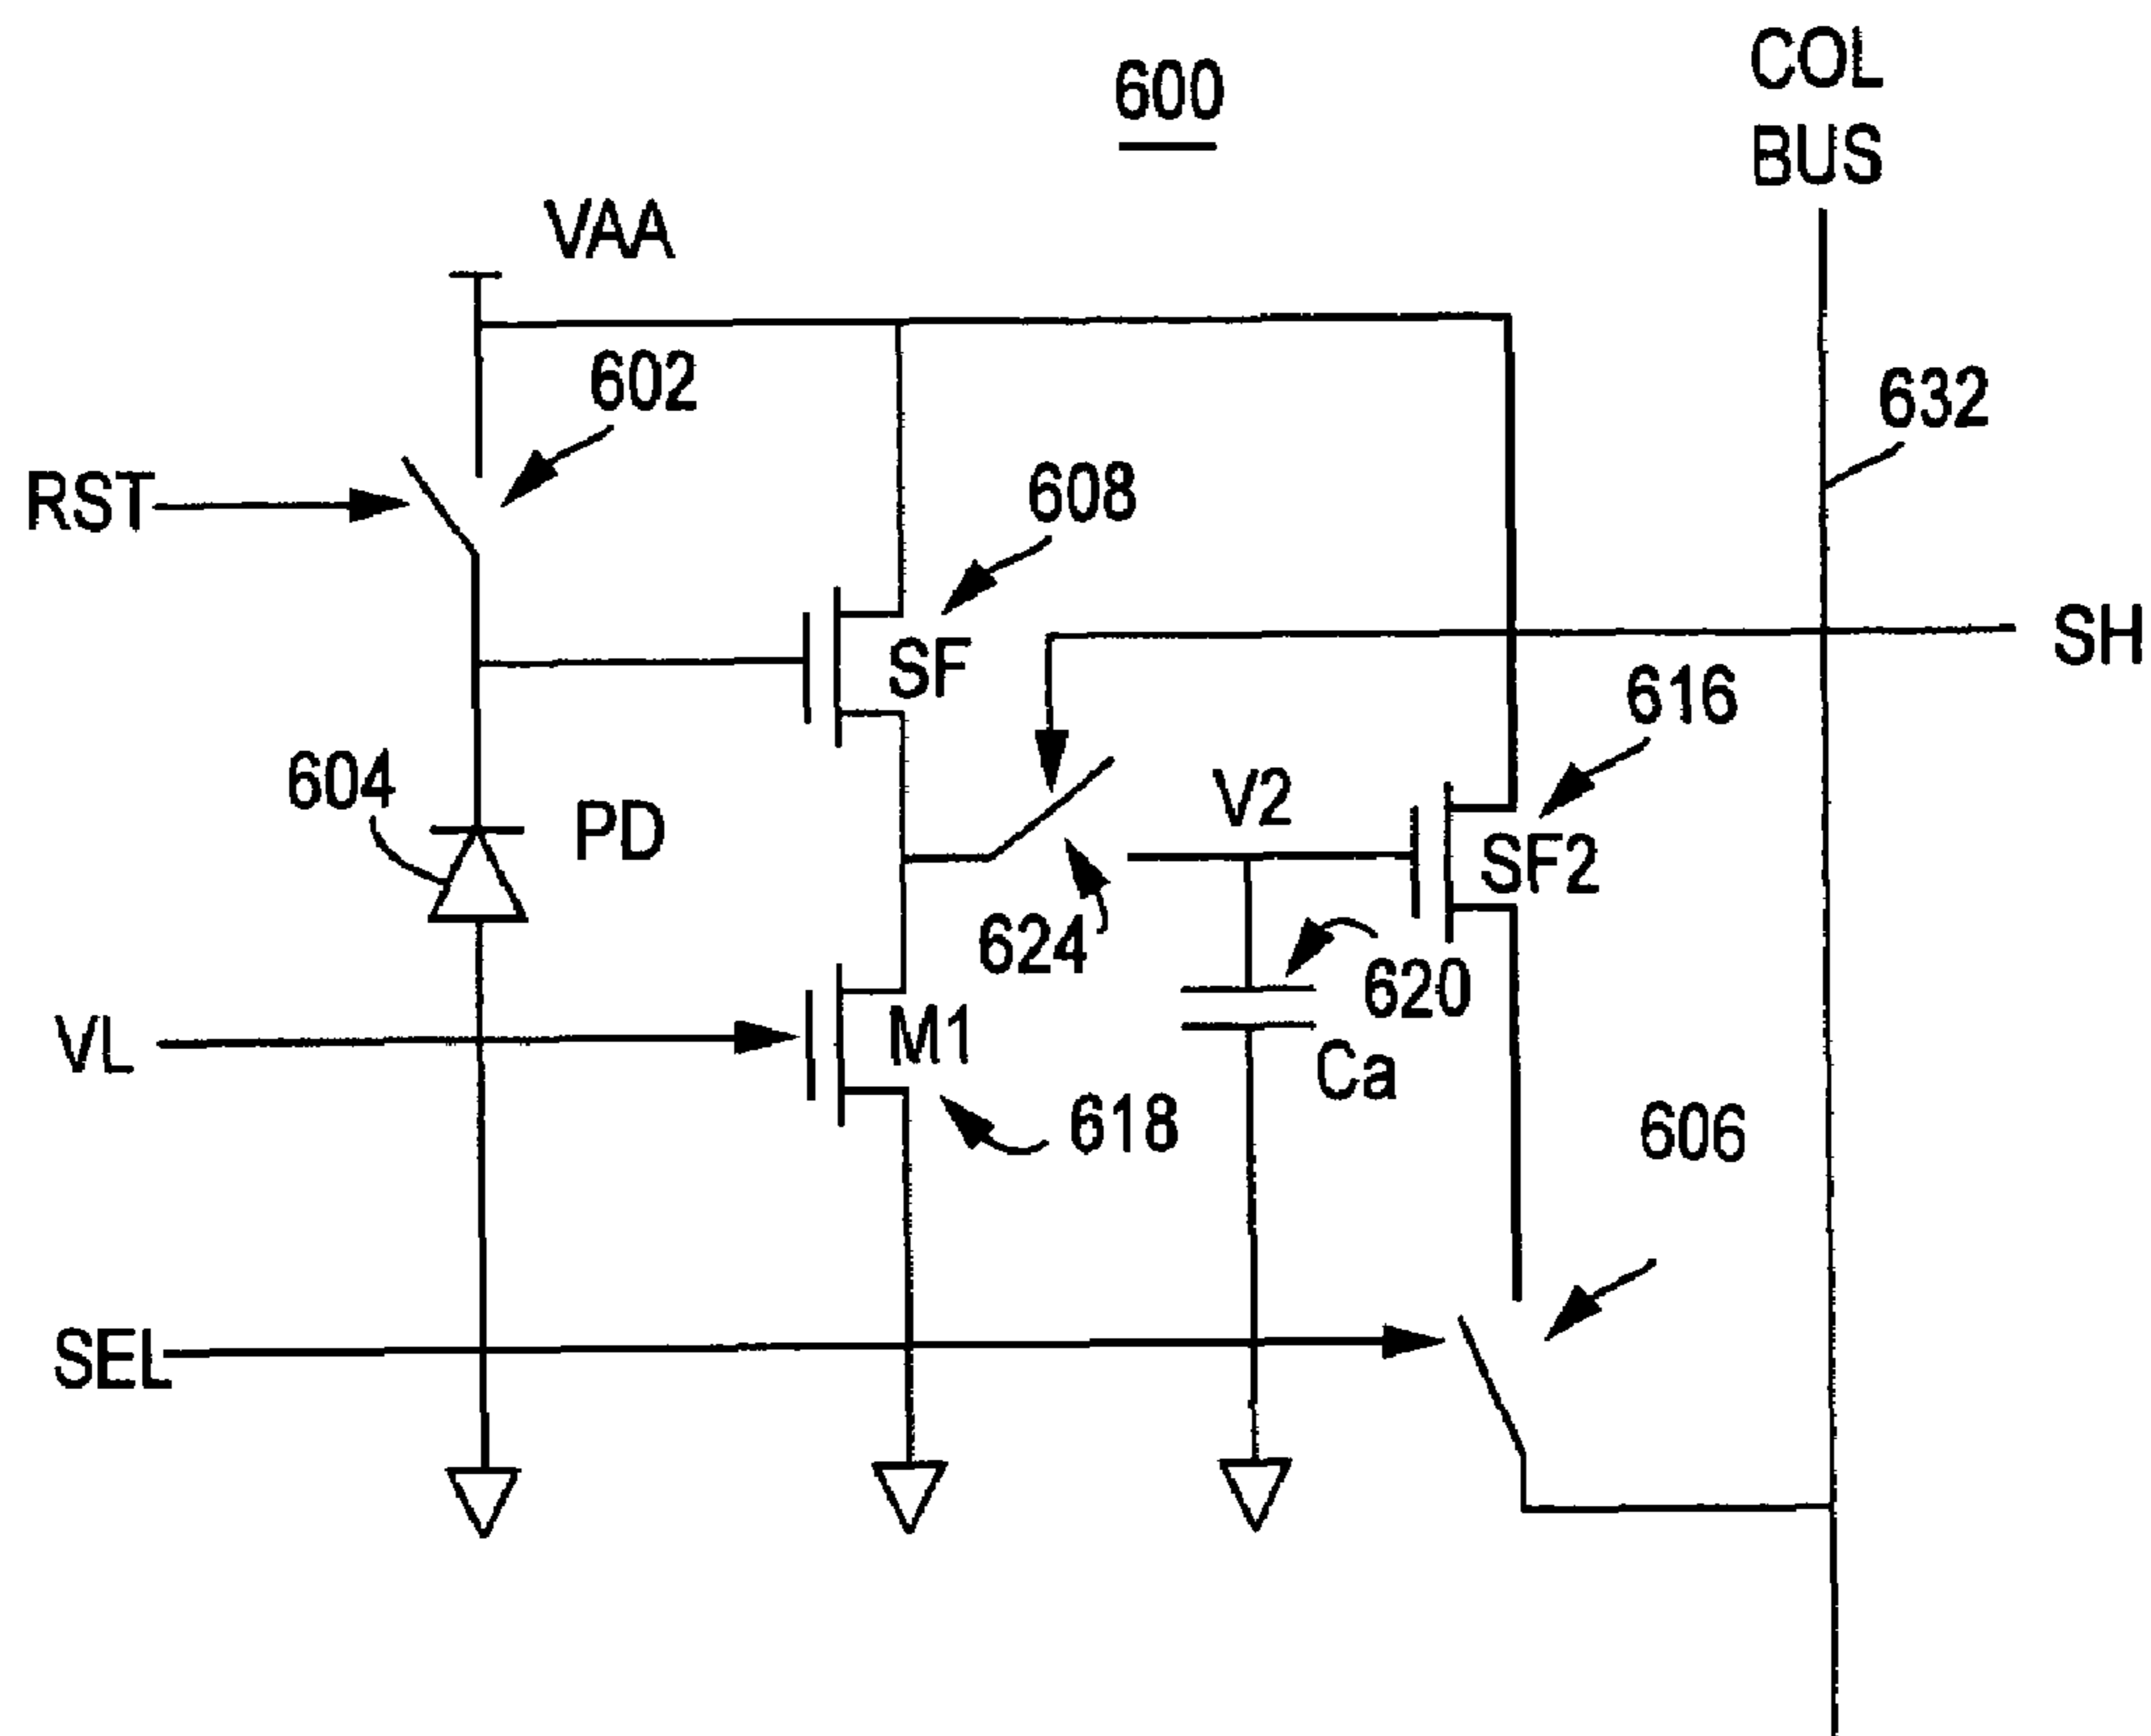 600
COL
BUS
VAA
602
632
RST
608
SH
SF
616
604
PD
V2
SF2
624
620
VL
M1
Ca
618
606
SEL